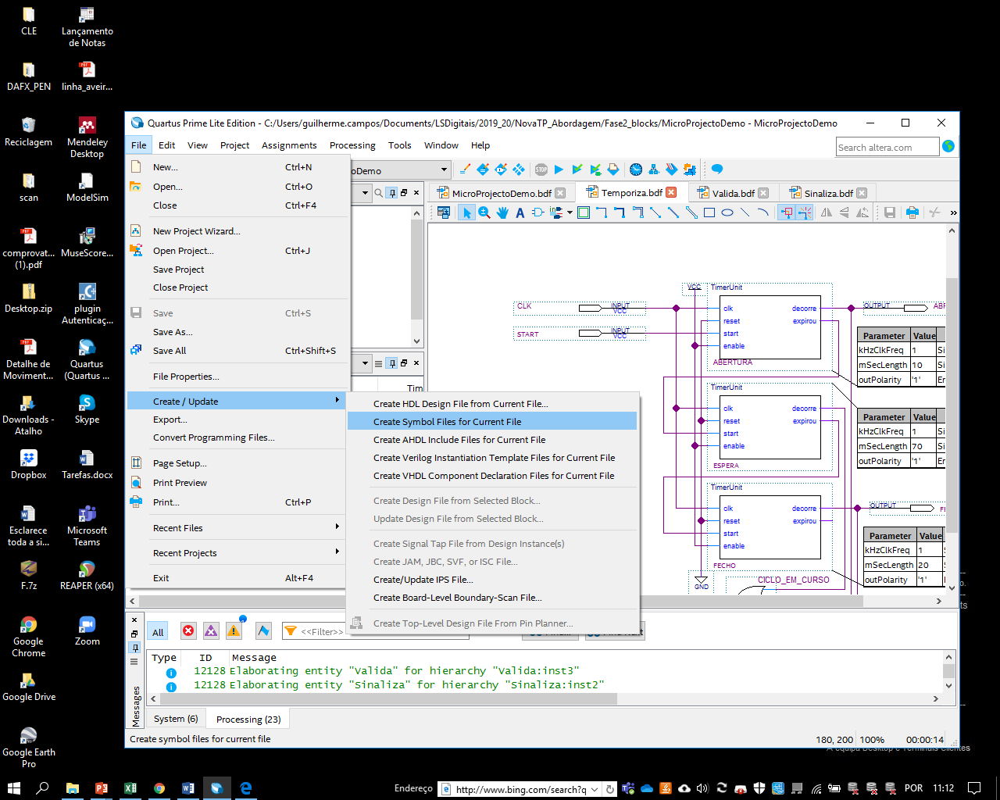 CLE
Lançamento
de Notas
DAFX_PEN
linha_aveir...
Reciclagem
Mendeley
Desktop
scan
ModelSim
comprovat...
(1).pdf
MuseScore...
Desktop.zip
plugin
Autenticaçã...
Detalhe de
Moviment...
Quartus
(Quartus ...
Downloads -
Atalho
Skype
Dropbox
Tarefas.docx
Esclarece
toda a si...
Microsoft
Teams
F.7z
REAPER (x64)
Google
Chrome
Zoom
Google Drive
Google Earth
Pro
Quartus Prime Lite Edition - C:/Users/guilherme.campos/Documents/LSDigitais/2019_20/NovaTP_Abordagem/Fase2_blocks/MicroProjectoDemo - MicroProjectoDemo
File Edit View Project Assignments Processing Tools Window Help
Search altera.com
New... Ctrl+N
Open... Ctrl+O
Close Ctrl+F4
New Project Wizard...
Open Project... Ctrl+J
Save Project
Close Project
Save Ctrl+S
Save As...
Save All Ctrl+Shift+S
File Properties...
Create / Update
Export...
Convert Programming Files...
Page Setup...
Print Preview
Print... Ctrl+P
Recent Files
Recent Projects
Exit Alt+F4
Create HDL Design File from Current File...
Create Symbol Files for Current File
Create AHDL Include Files for Current File
Create Verilog Instantiation Template Files for Current File
Create VHDL Component Declaration Files for Current File
Create Design File from Selected Block...
Update Design File from Selected Block...
Create Signal Tap File from Design Instance(s)
Create JAM, JBC, SVF, or ISC File...
Create/Update IPS File...
Create Board-Level Boundary-Scan File...
Create Top-Level Design File From Pin Planner...
oDemo
STOP
MicroProjectoDemo.bdf Temporiza.bdf Valida.bdf Sinaliza.bdf
Tim
VCC TimerUnit
CLK INPUT VCC
START INPUT VCC
clk decorre
reset expirou
start
enable
ABERTURA
OUTPUT
Parameter Value
kHzClkFreq 1 Si
mSecLength 10 Si
outPolarity '1' Er
TimerUnit
clk decorre
reset expirou
start
enable
ESPERA
Parameter Value
kHzClkFreq 1 Si
mSecLength 70 Si
outPolarity '1' Er
TimerUnit
clk decorre
reset expirou
start
enable
FECHO
OUTPUT FE
Parameter Value
kHzClkFreq 1
mSecLength 20
outPolarity '1'
GND
CICLO_EM_CURSO
All
<<Filter>>
Type ID Message
12128 Elaborating entity "Valida" for hierarchy "Valida:inst3"
12128 Elaborating entity "Sinaliza" for hierarchy "Sinaliza:inst2"
Messages
System (6) Processing (23)
Create symbol files for current file
180, 200 100% 00:00:14
Endereço http://www.bing.com/search?q
POR 11:12